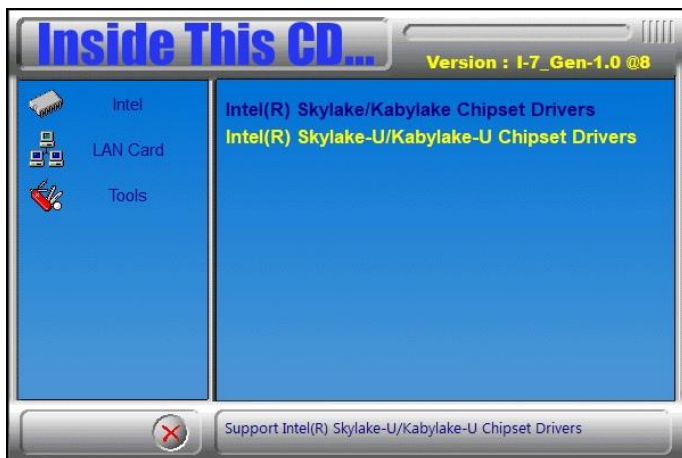 Inside This CD...
Version : I-7_Gen-1.0 @8
Intel
LAN Card
Tools
Intel(R) Skylake/Kabylake Chipset Drivers
Intel(R) Skylake-U/Kabylake-U Chipset Drivers
Support Intel(R) Skylake-U/Kabylake-U Chipset Drivers